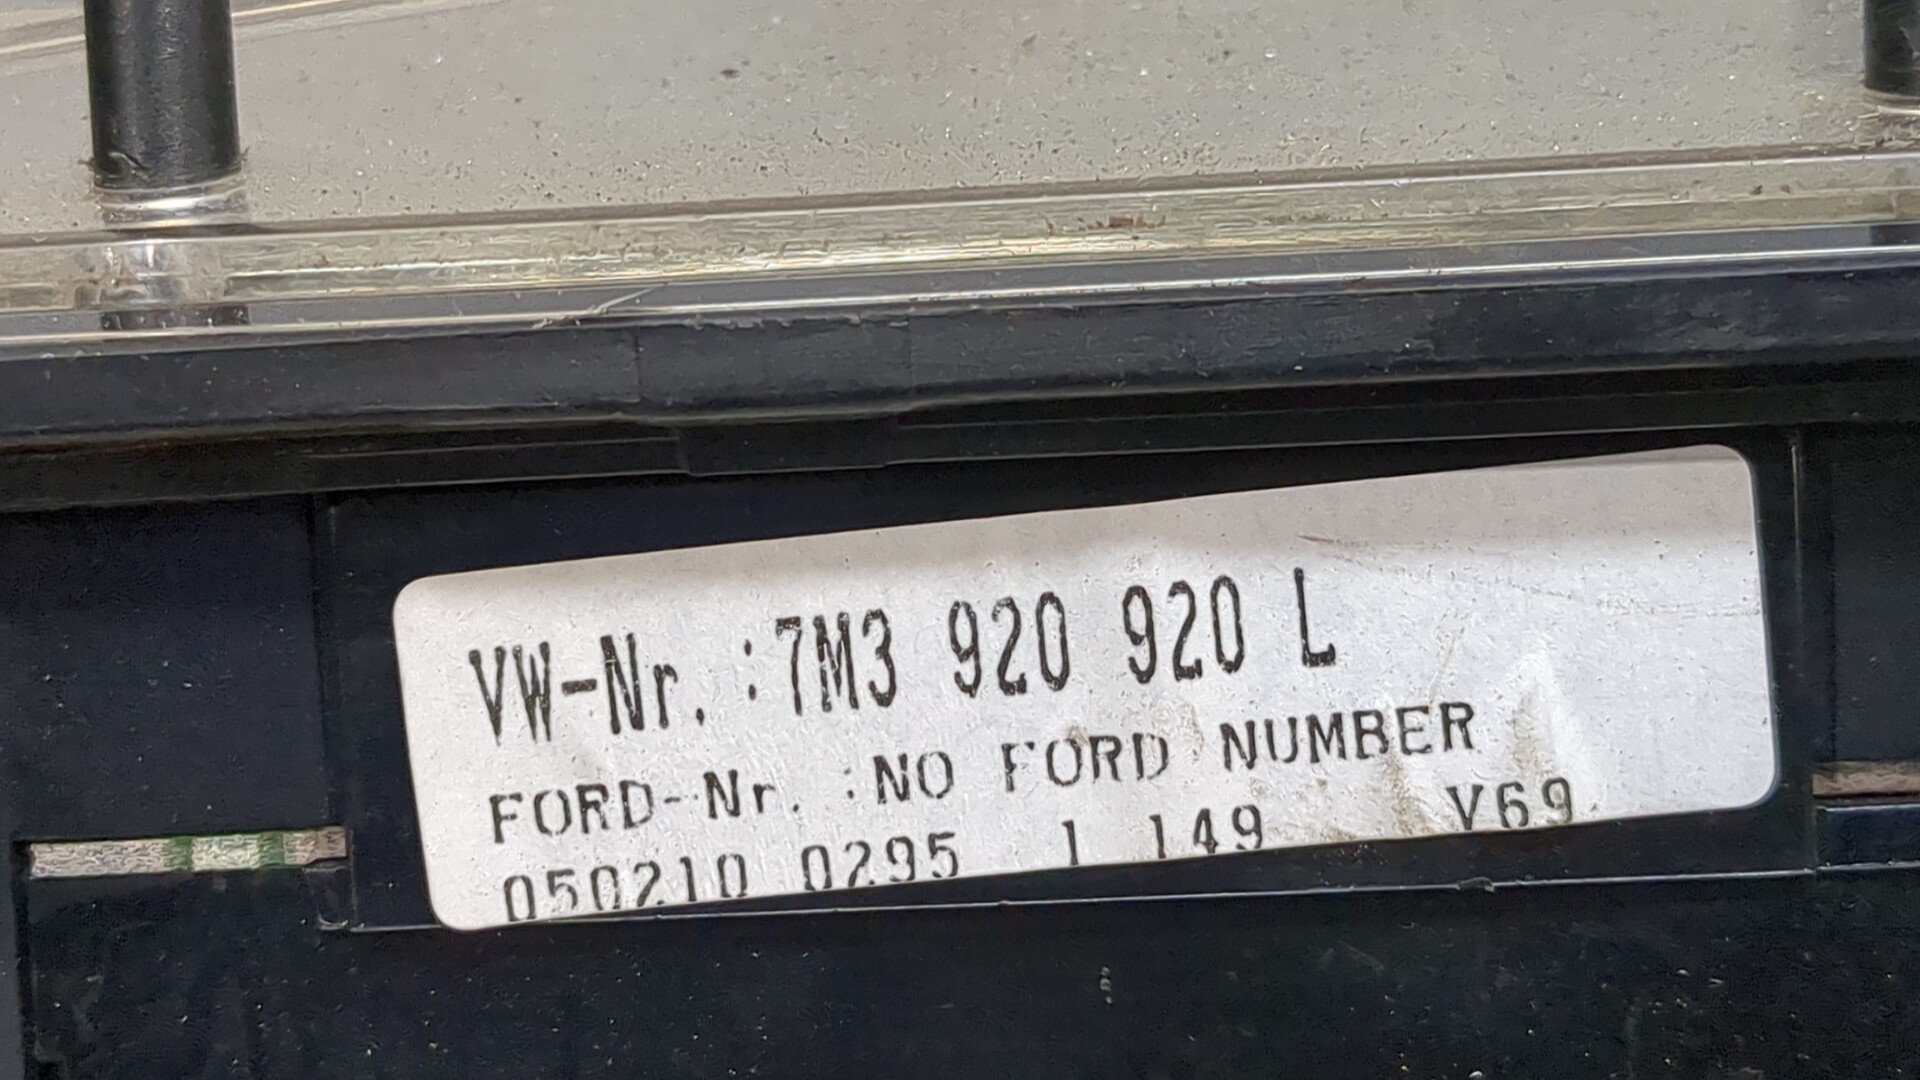 VW-Nr. :7M3 920 920 L
FORD-Nr. :NO FORD NUMBER
050210 0295 1 149 V69